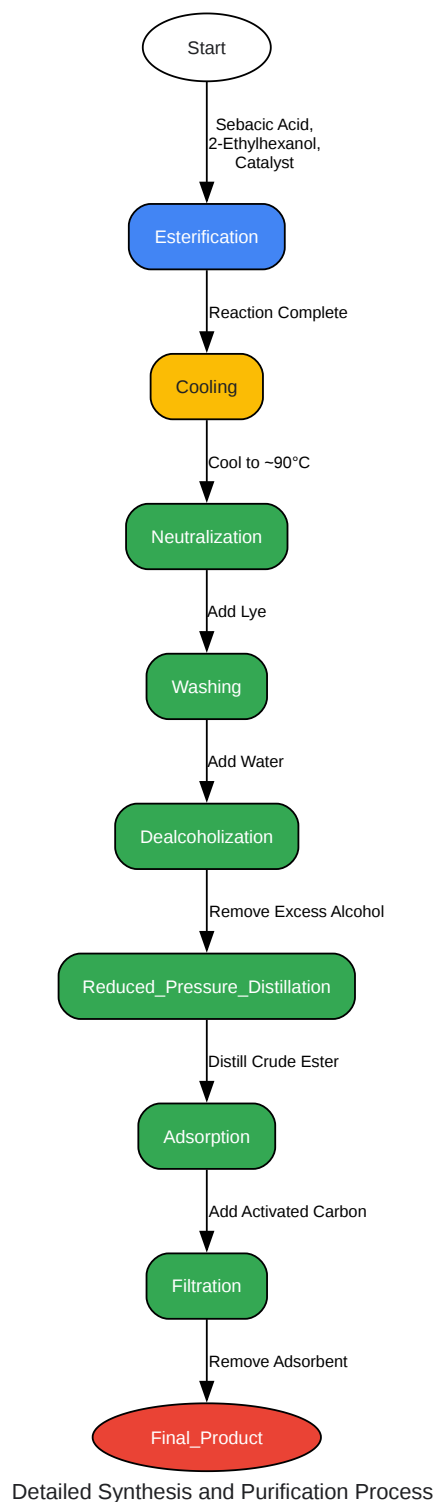 Start
Sebacic Acid,
2-Ethylhexanol,
Catalyst
Esterification
Reaction Complete
Cooling
Cool to ~90°C
Neutralization
Add Lye
Washing
Add Water
Dealcoholization
Remove Excess Alcohol
Reduced_Pressure_Distillation
Distill Crude Ester
Adsorption
Add Activated Carbon
Filtration
Remove Adsorbent
Final_Product
Detailed Synthesis and Purification Process